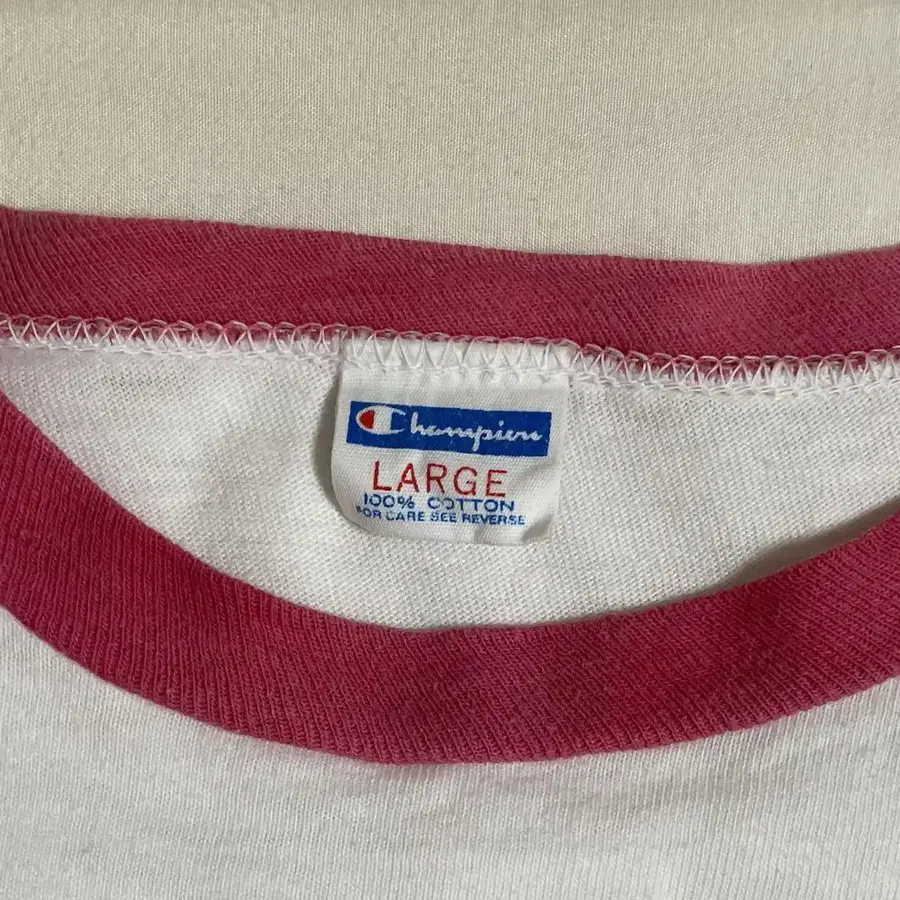 Champion
LARGE
100% COTTON
FOR CARE SEE REVERSE